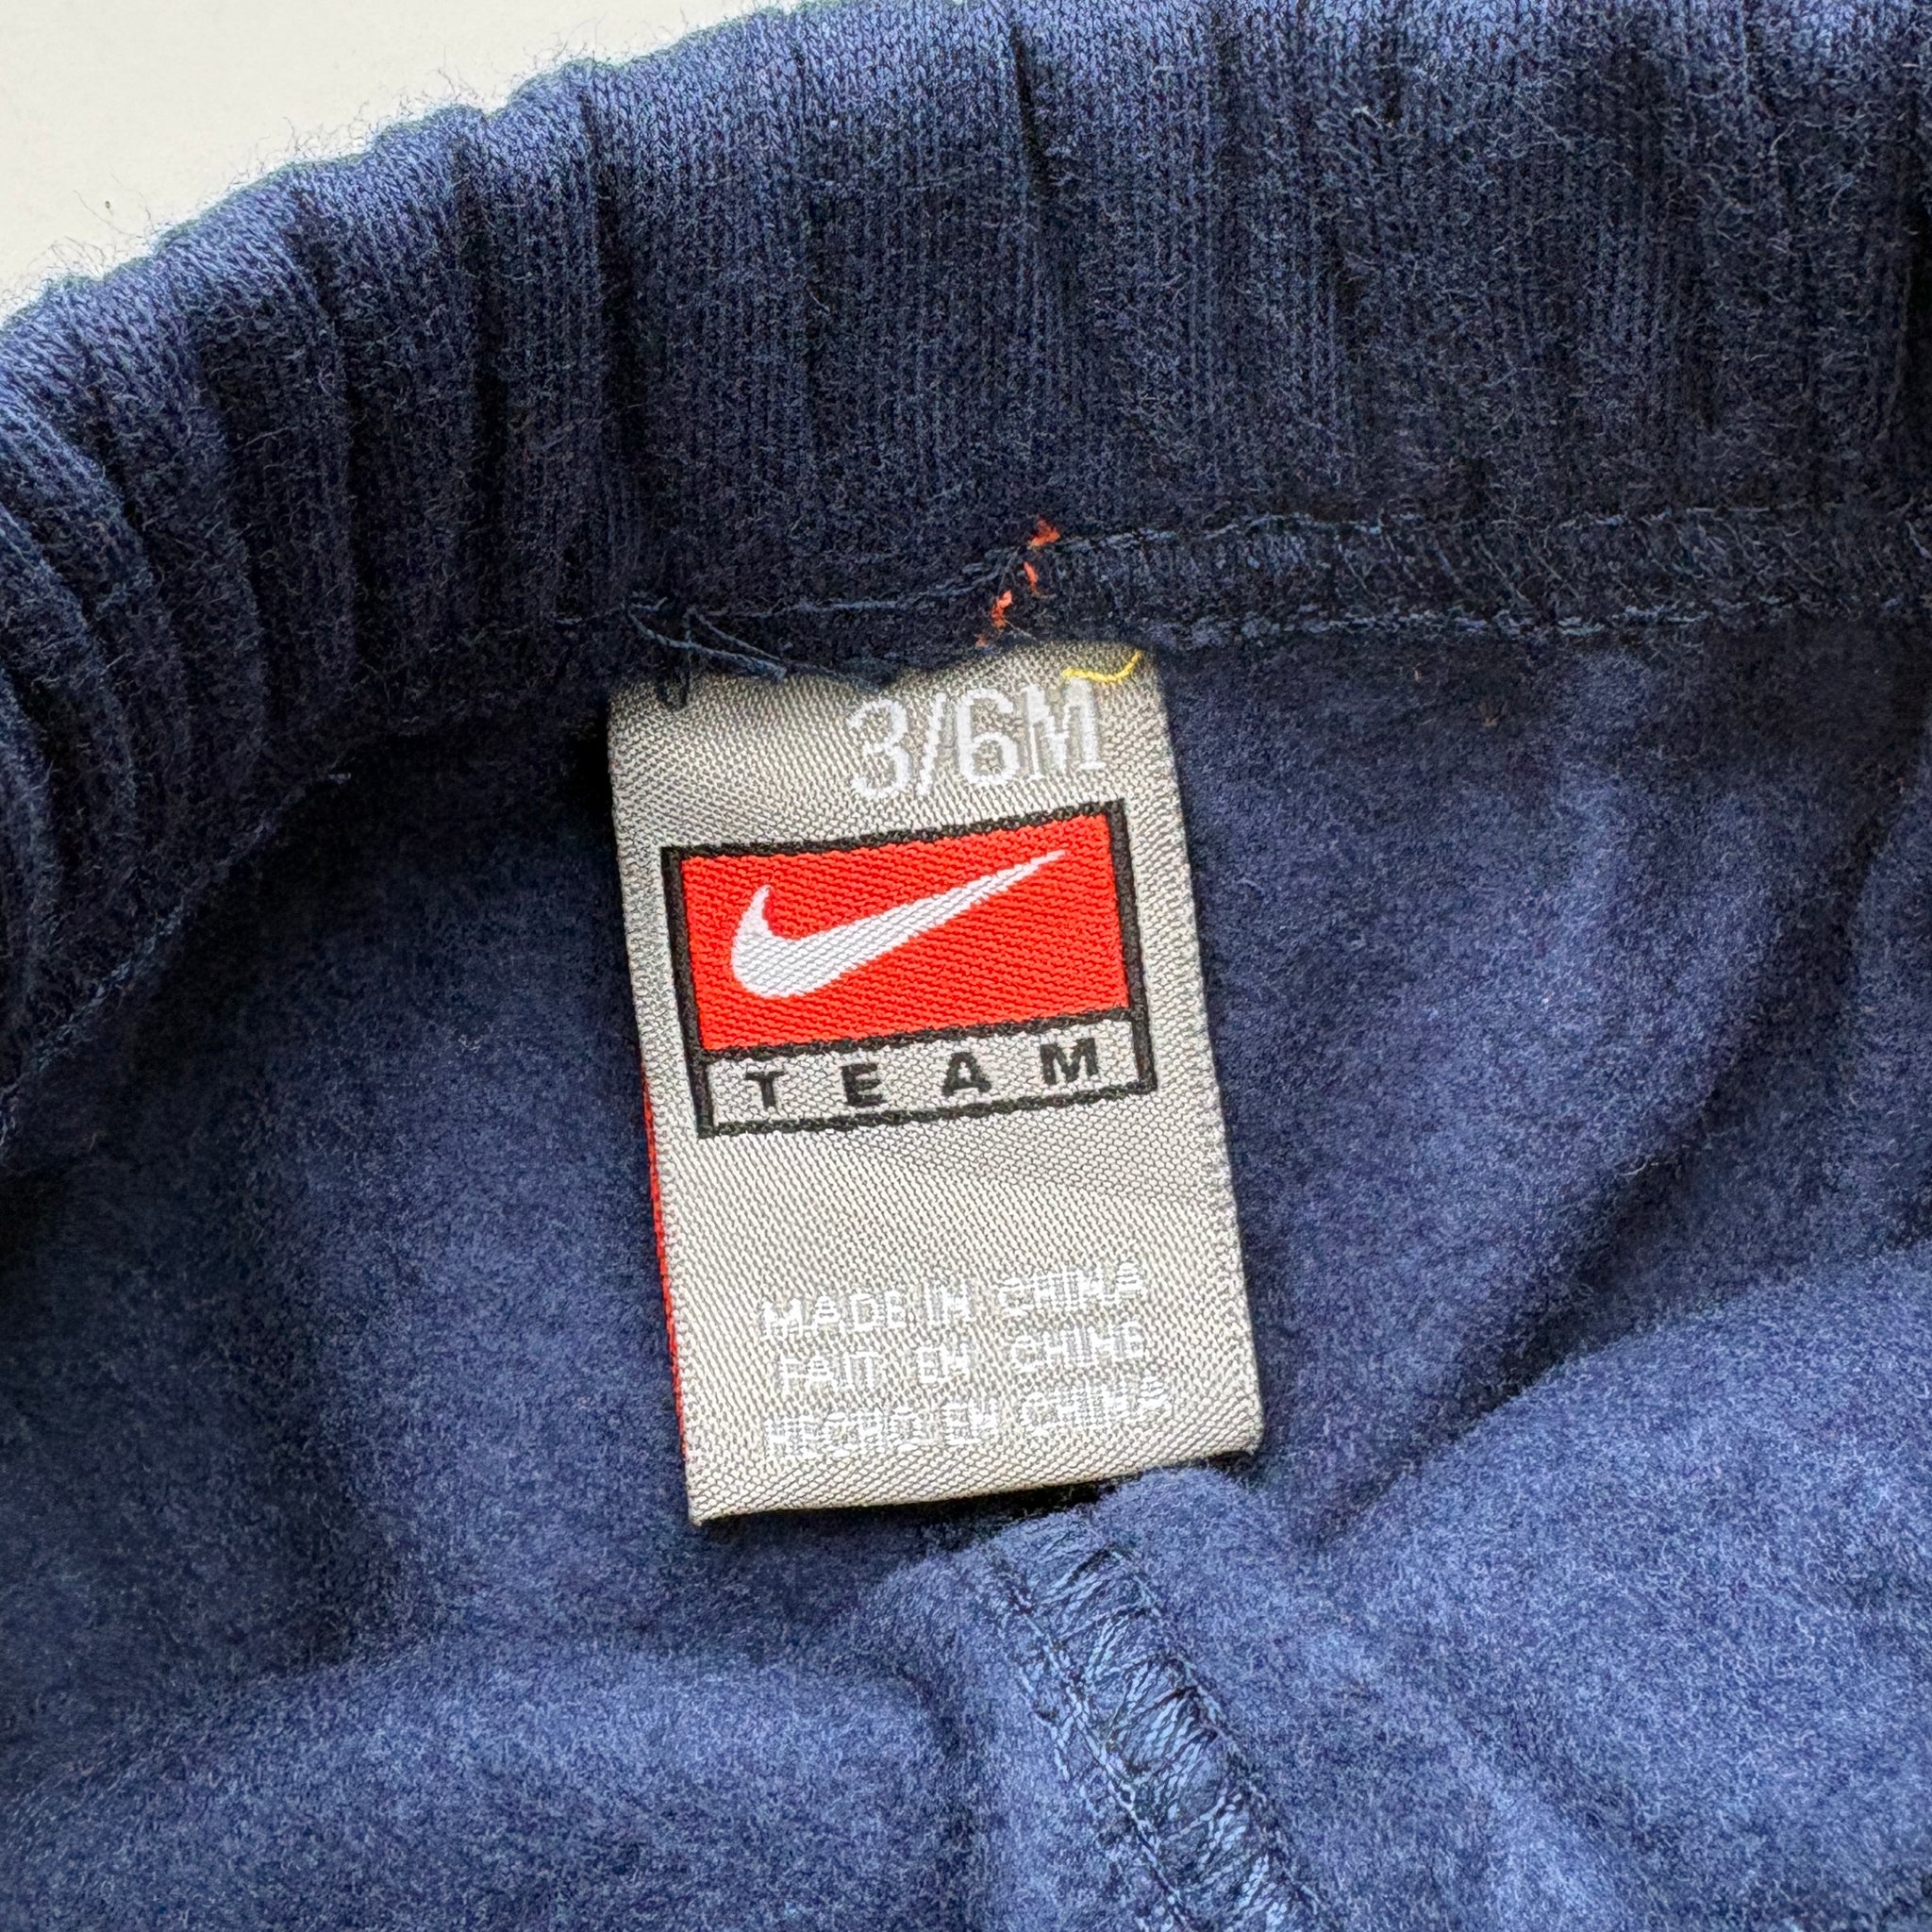 3/6M
TEAM
MADE IN CHINA
FAIT EN CHINE
HECHO EN CHINA